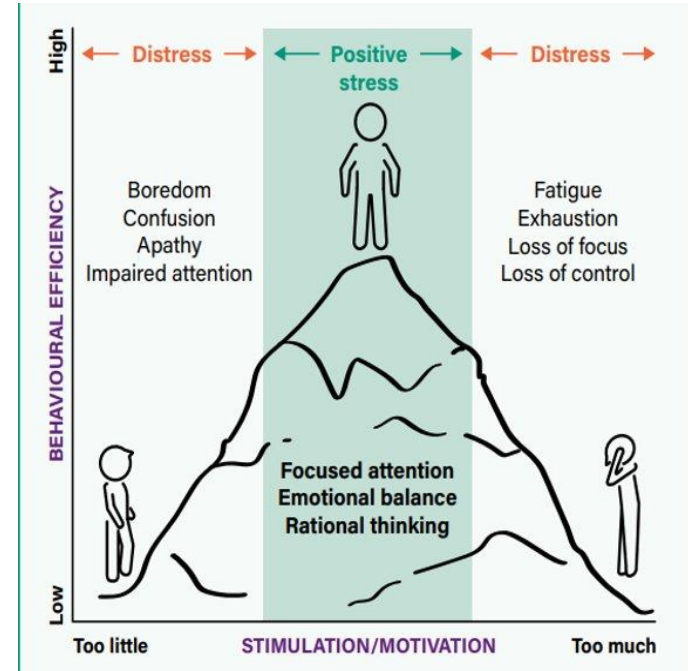 High
Distress
Positive
stress
Distress
Boredom
Confusion
Apathy
Impaired attention
Fatigue
Exhaustion
Loss of focus
Loss of control
BEHAVIOURAL EFFICIENCY
Focused attention
Emotional balance
Rational thinking
Low
Too little
STIMULATION/MOTIVATION
Too much